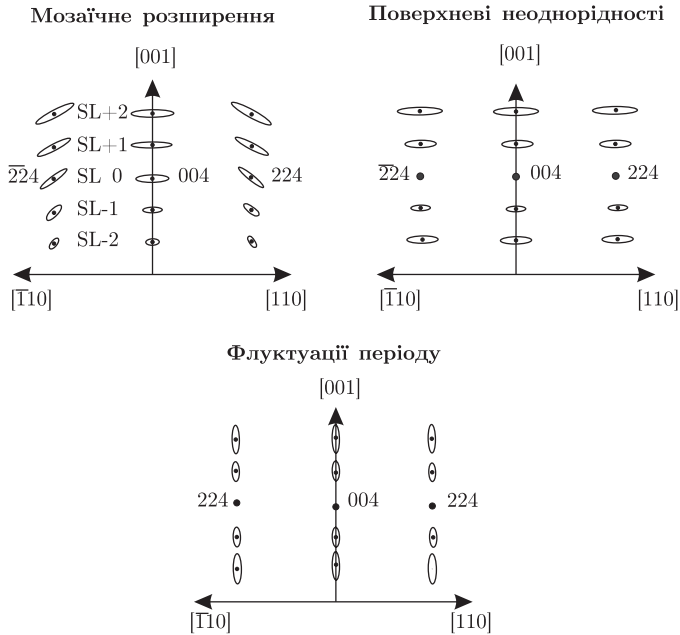 Мозаїчне розширення
Поверхневі неоднорідності
[001]
[001]
SL+2
SL+1
2̅2̅4 SL 0 004 224
SL-1
SL-2
2̅2̅4 004 224
[1̅10] [110]
[1̅10] [110]
Флуктуації періоду
[001]
224 004 224
[1̅10] [110]